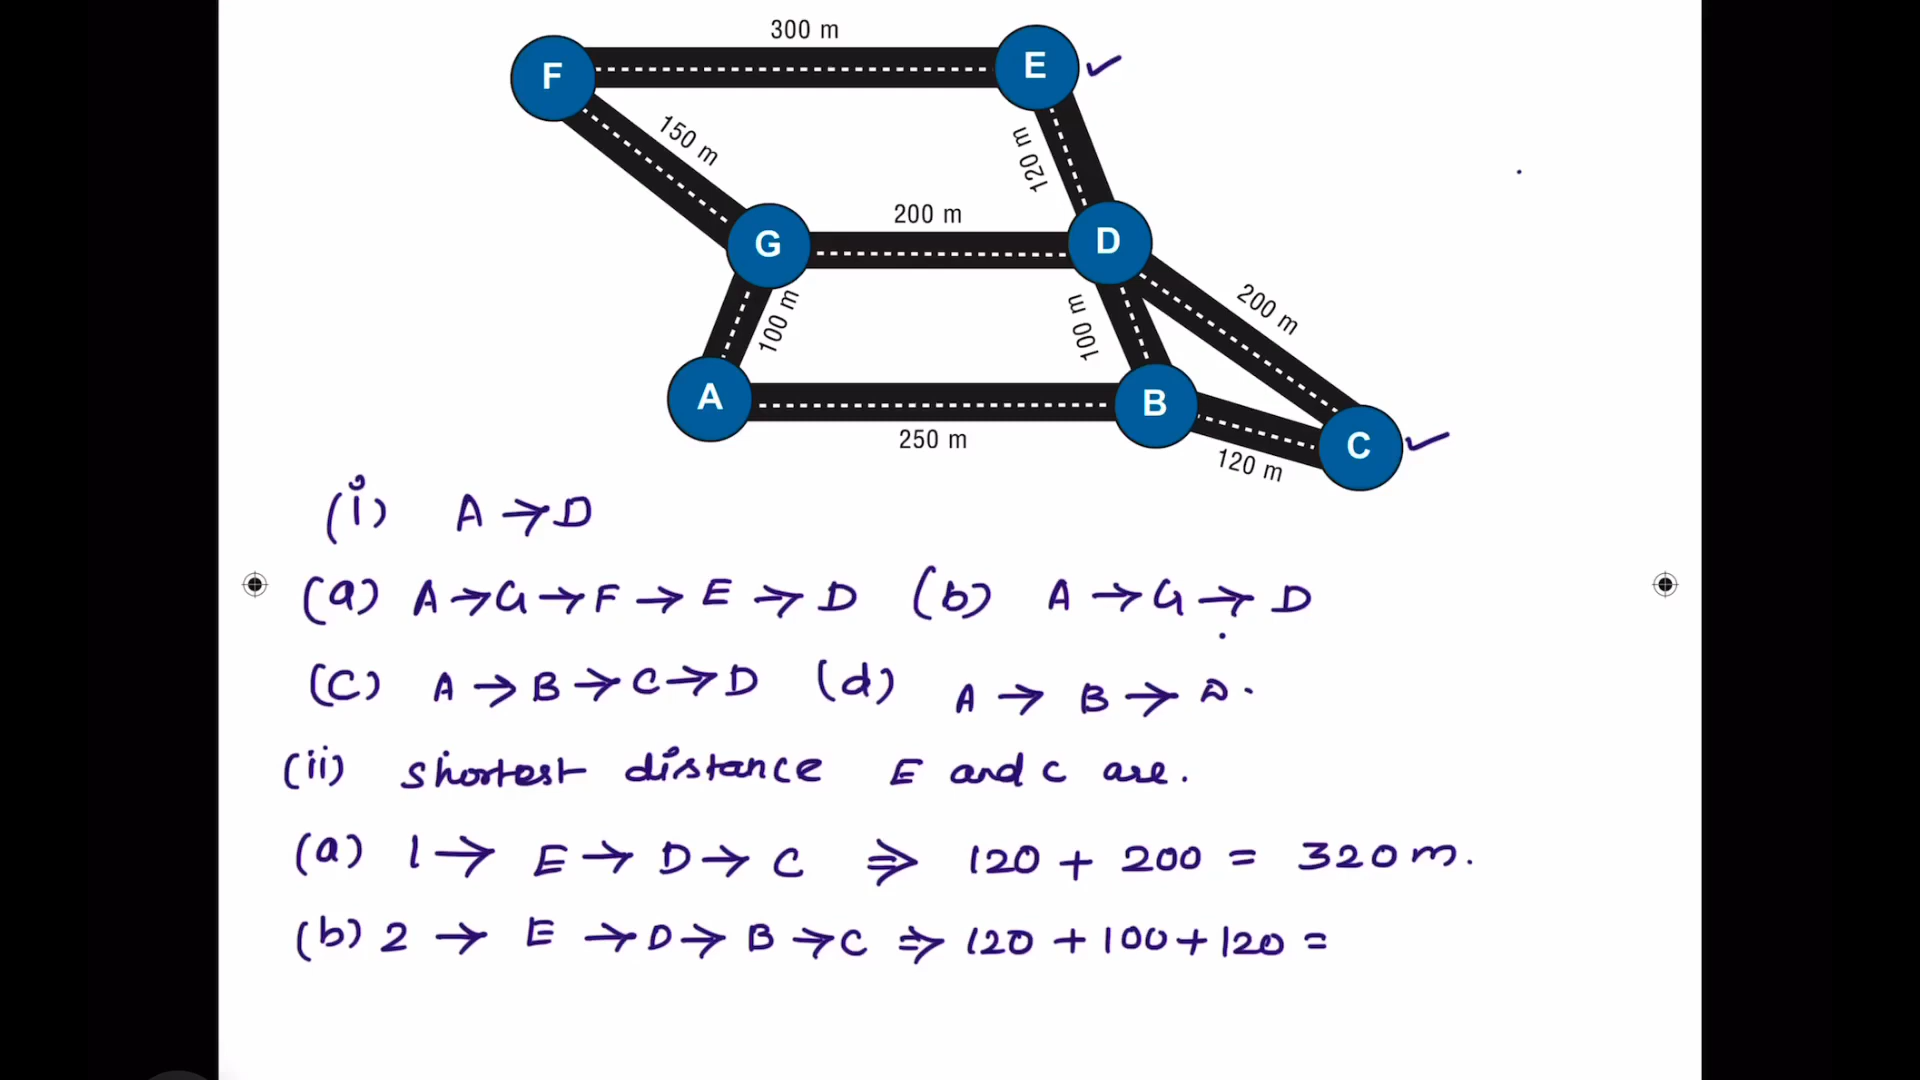 300 m
F
E
150 m
120 m
200 m
G
D
200 m
100 m
100 m
A
B
C
250 m
120 m
(i) A → D
(a) A → G → F → E → D (b) A → G → D
(C) A → B → C → D (d) A → B → D.
(ii) shortest distance E and C are.
(a) 1 → E → D → C ⇒ 120 + 200 = 320 m.
(b) 2 → E → D → B → C ⇒ 120 + 100 + 120 =